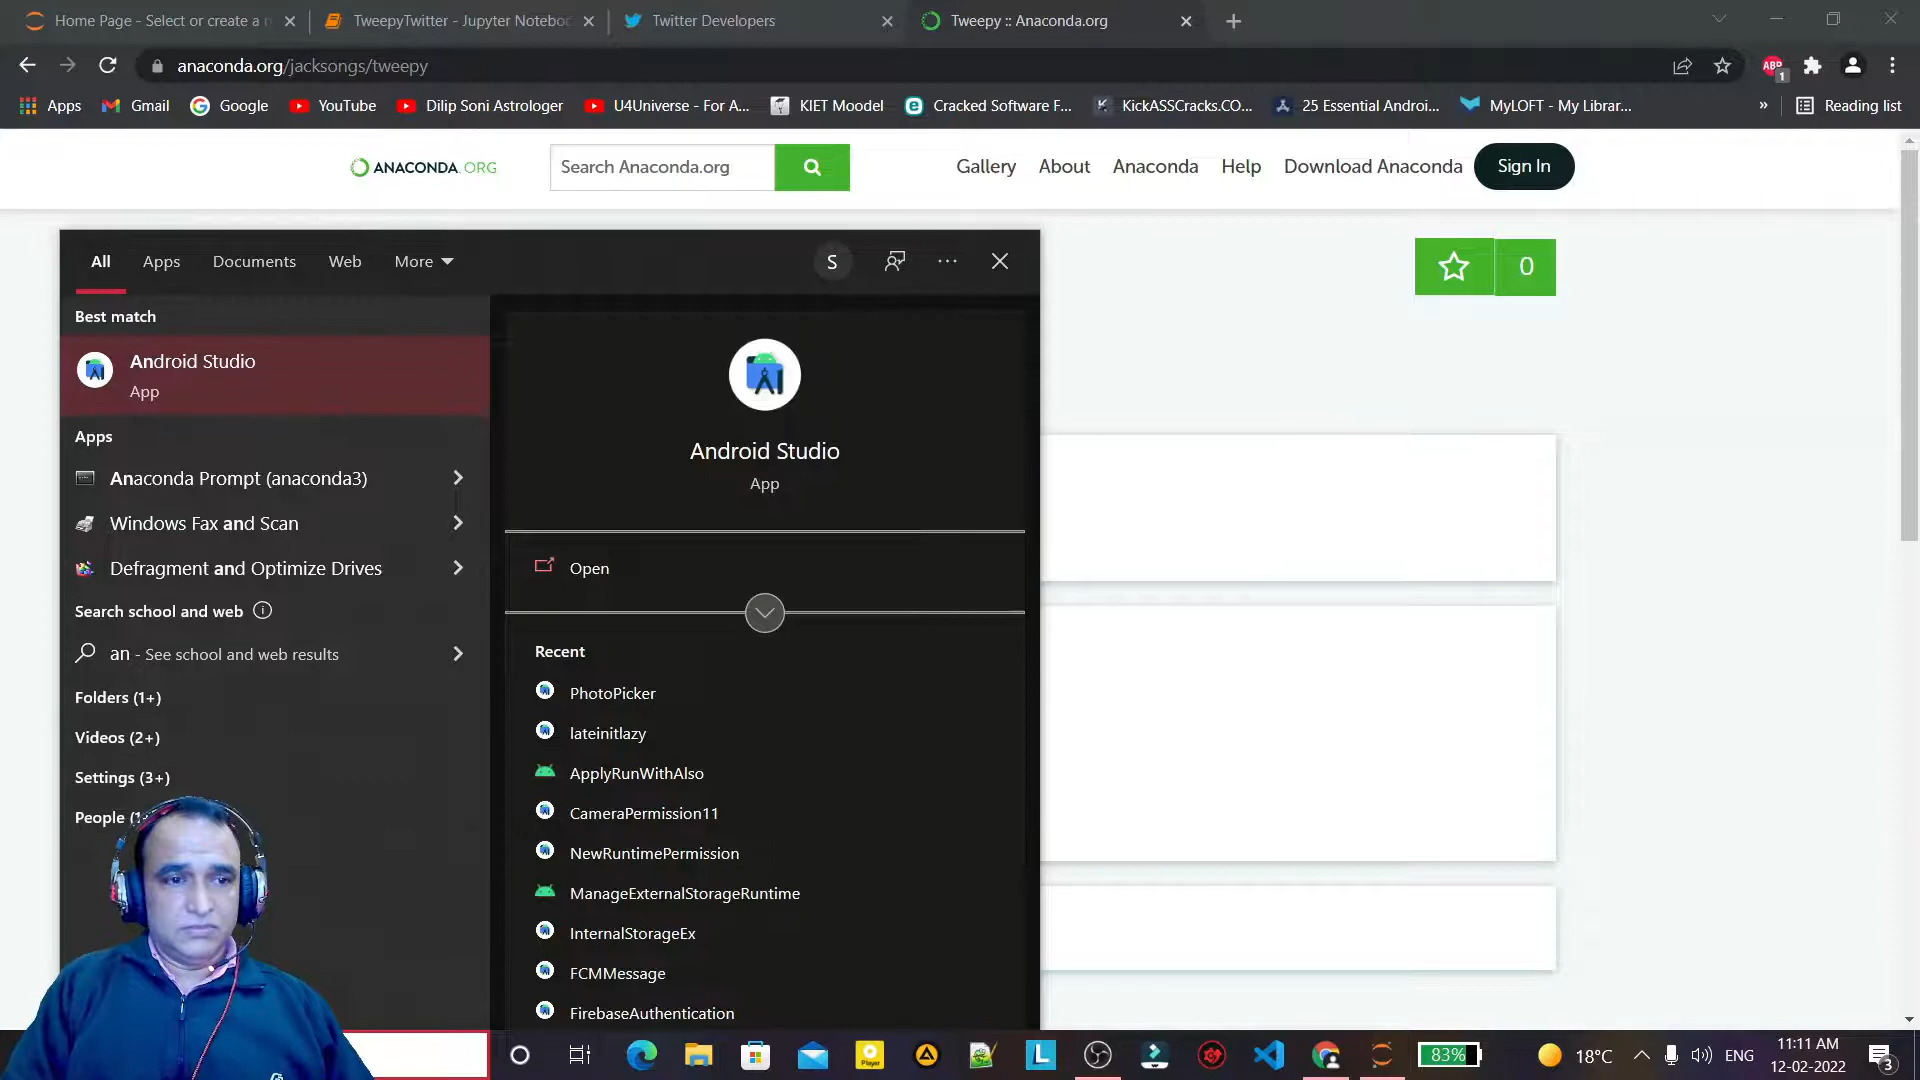 Home Page - Select or create a n
TweepyTwitter - Jupyter Noteboo
Twitter Developers
Tweepy :: Anaconda.org
anaconda.org/jacksongs/tweepy
ABP
1
Apps
Gmail
Google
YouTube
Dilip Soni Astrologer
U4Universe - For A...
KIET Moodel
Cracked Software F...
KickASSCracks.CO...
25 Essential Androi...
MyLOFT - My Librar...
»
Reading list
ANACONDA.ORG
Search Anaconda.org
Gallery
About
Anaconda
Help
Download Anaconda
Sign In
0
All
Apps
Documents
Web
More
S
Best match
Android Studio
App
Apps
Anaconda Prompt (anaconda3)
Windows Fax and Scan
Defragment and Optimize Drives
Search school and web
an - See school and web results
Folders (1+)
Videos (2+)
Settings (3+)
People (1
Android Studio
App
Open
Recent
PhotoPicker
lateinitlazy
ApplyRunWithAlso
CameraPermission11
NewRuntimePermission
ManageExternalStorageRuntime
InternalStorageEx
FCMMessage
FirebaseAuthentication
Player
L
83%
18°C
ENG
11:11 AM
12-02-2022
3